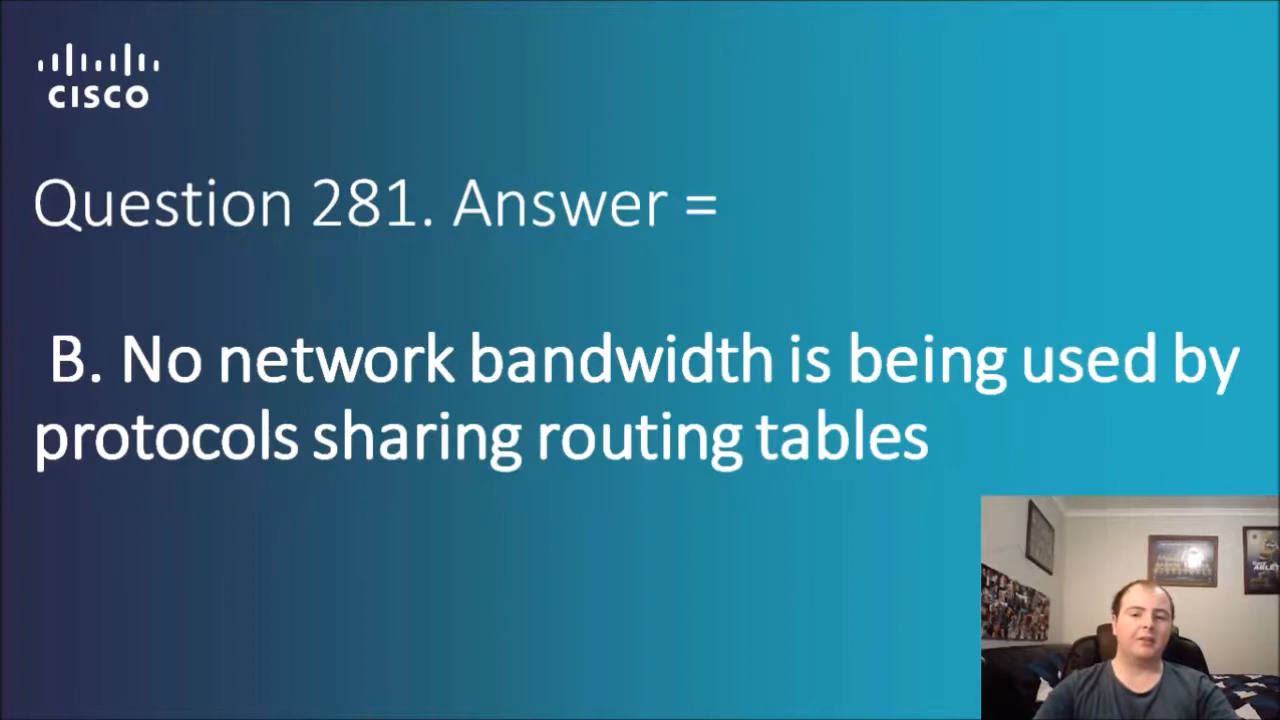 CISCO
Question 281. Answer =
B. No network bandwidth is being used by
protocols sharing routing tables